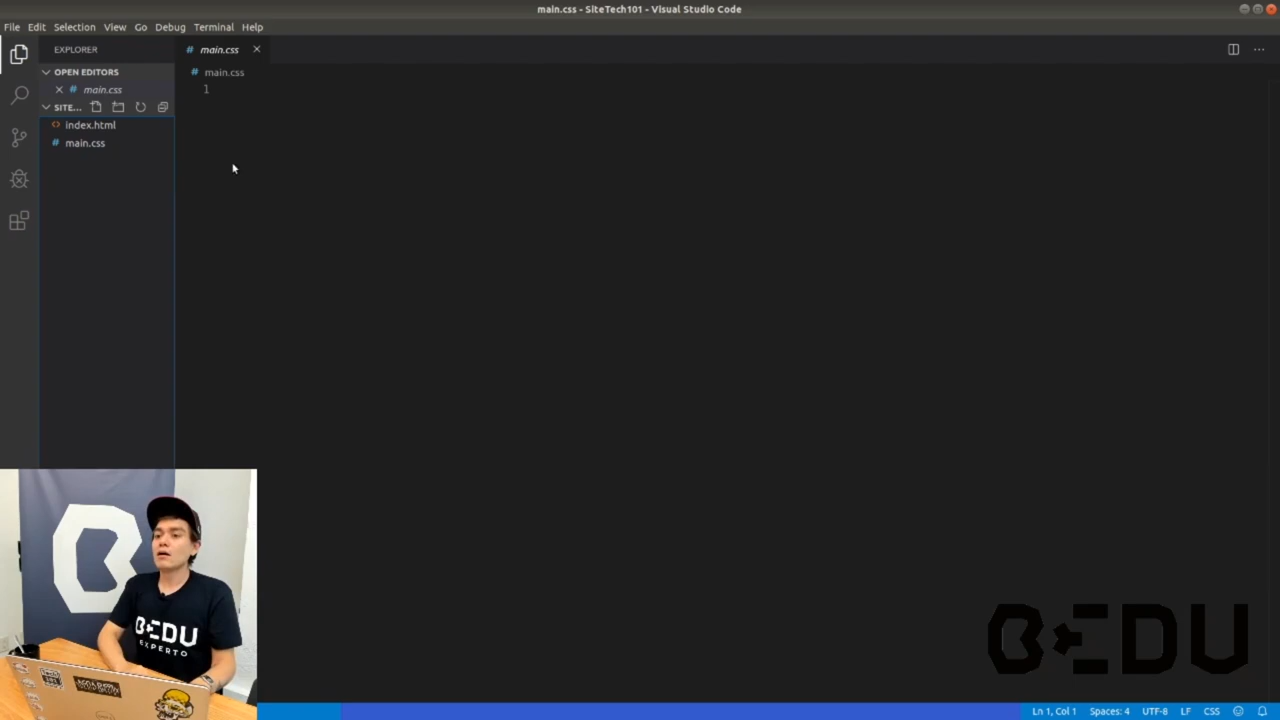 main.css - SiteTech101 - Visual Studio Code
File Edit Selection View Go Debug Terminal Help
EXPLORER
main.css
OPEN EDITORS
main.css
main.css
SITE...
1
index.html
main.css
BEDU
EXPERTO
BEDU
Ln 1, Col 1 Spaces: 4 UTF-8 LF CSS